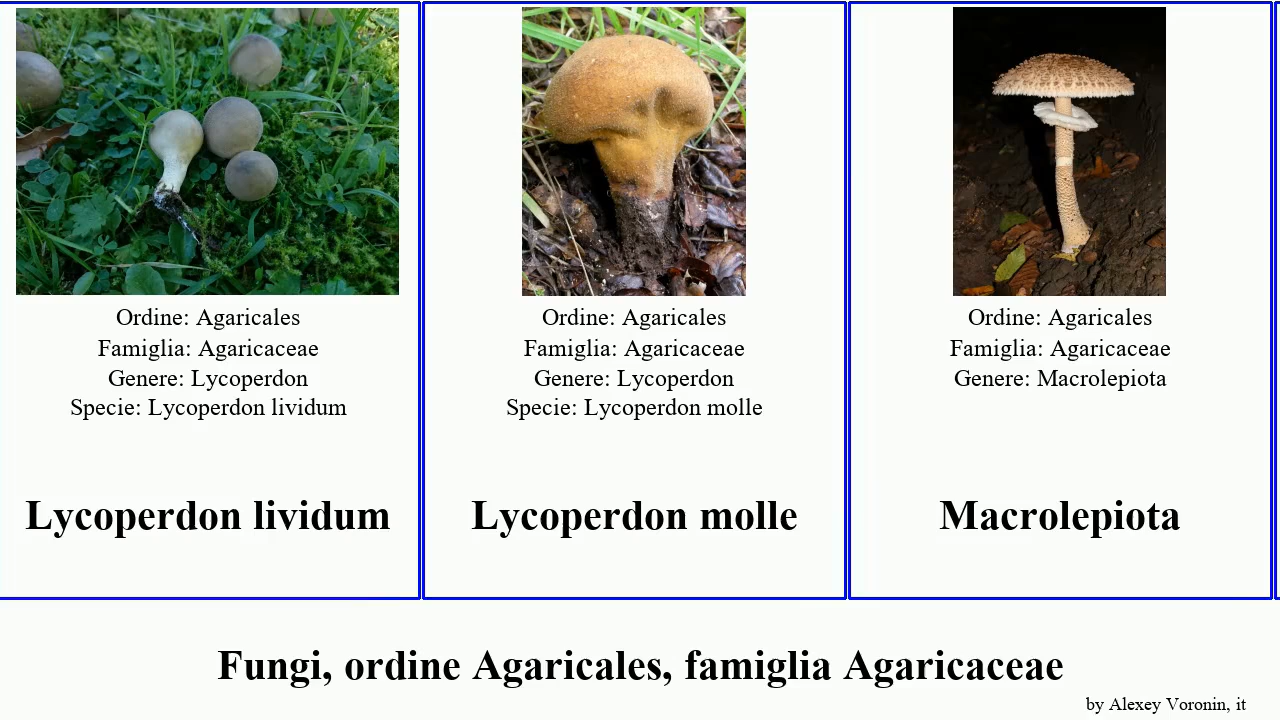 Ordine: Agaricales
Famiglia: Agaricaceae
Genere: Lycoperdon
Specie: Lycoperdon lividum
Lycoperdon lividum
Ordine: Agaricales
Famiglia: Agaricaceae
Genere: Lycoperdon
Specie: Lycoperdon molle
Lycoperdon molle
Ordine: Agaricales
Famiglia: Agaricaceae
Genere: Macrolepiota
Macrolepiota
Fungi, ordine Agaricales, famiglia Agaricaceae
by Alexey Voronin, it